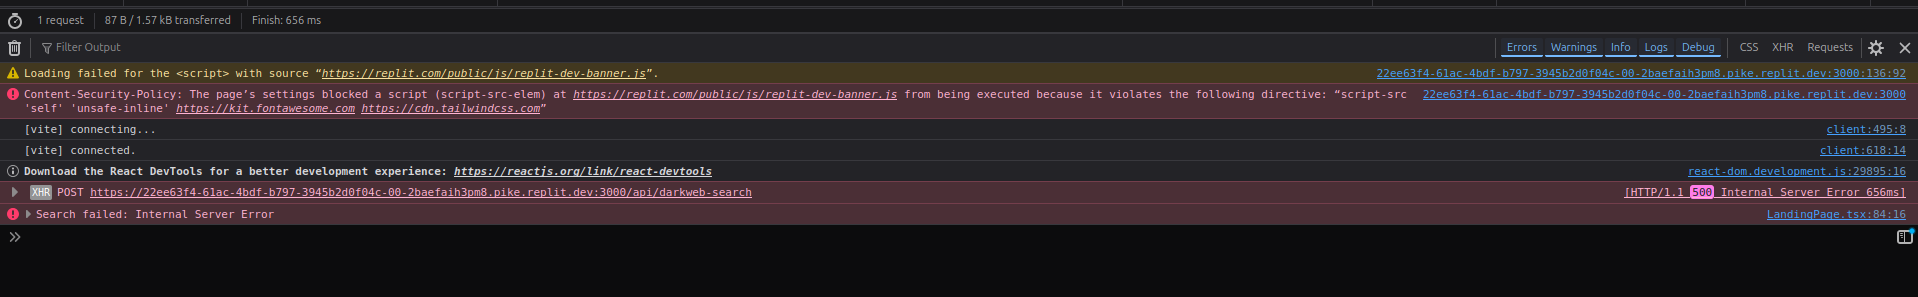 1 request 87 B / 1.57 kB transferred Finish: 656 ms
Filter Output Errors Warnings Info Logs Debug CSS XHR Requests
Loading failed for the <script> with source “https://replit.com/public/js/replit-dev-banner.js”. 22ee63f4-61ac-4bdf-b797-3945b2d0f04c-00-2baefaih3pm8.pike.replit.dev:3000:136:92
Content-Security-Policy: The page’s settings blocked a script (script-src-elem) at https://replit.com/public/js/replit-dev-banner.js from being executed because it violates the following directive: “script-src 22ee63f4-61ac-4bdf-b797-3945b2d0f04c-00-2baefaih3pm8.pike.replit.dev:3000
'self' 'unsafe-inline' https://kit.fontawesome.com https://cdn.tailwindcss.com”
[vite] connecting... client:495:8
[vite] connected. client:618:14
Download the React DevTools for a better development experience: https://reactjs.org/link/react-devtools react-dom.development.js:29895:16
XHR POST https://22ee63f4-61ac-4bdf-b797-3945b2d0f04c-00-2baefaih3pm8.pike.replit.dev:3000/api/darkweb-search [HTTP/1.1 500 Internal Server Error 656ms]
Search failed: Internal Server Error LandingPage.tsx:84:16